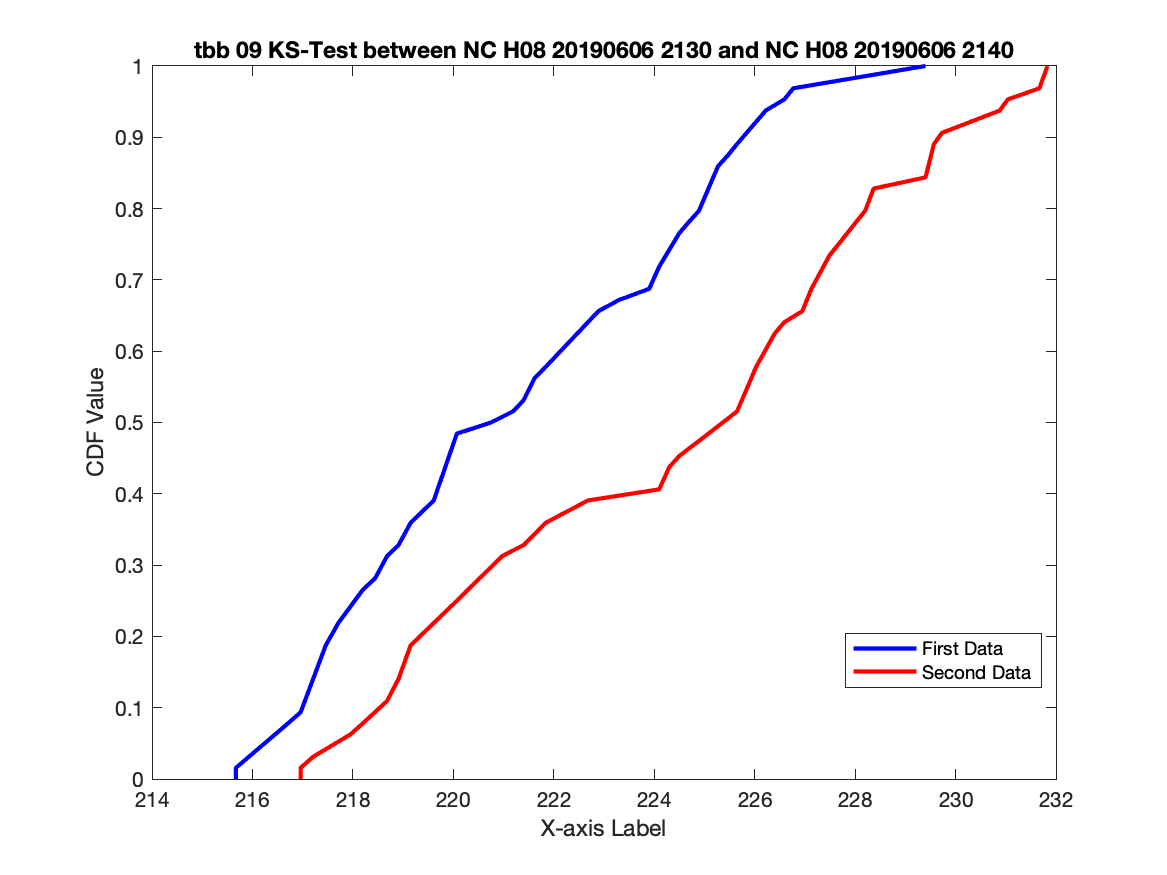 tbb 09 KS-Test between NC H08 20190606 2130 and NC H08 20190606 2140
1
0.9
0.8
0.7
0.6
0.5
0.4
0.3
0.2
0.1
0
CDF Value
First Data
Second Data
214 216 218 220 222 224 226 228 230 232
X-axis Label